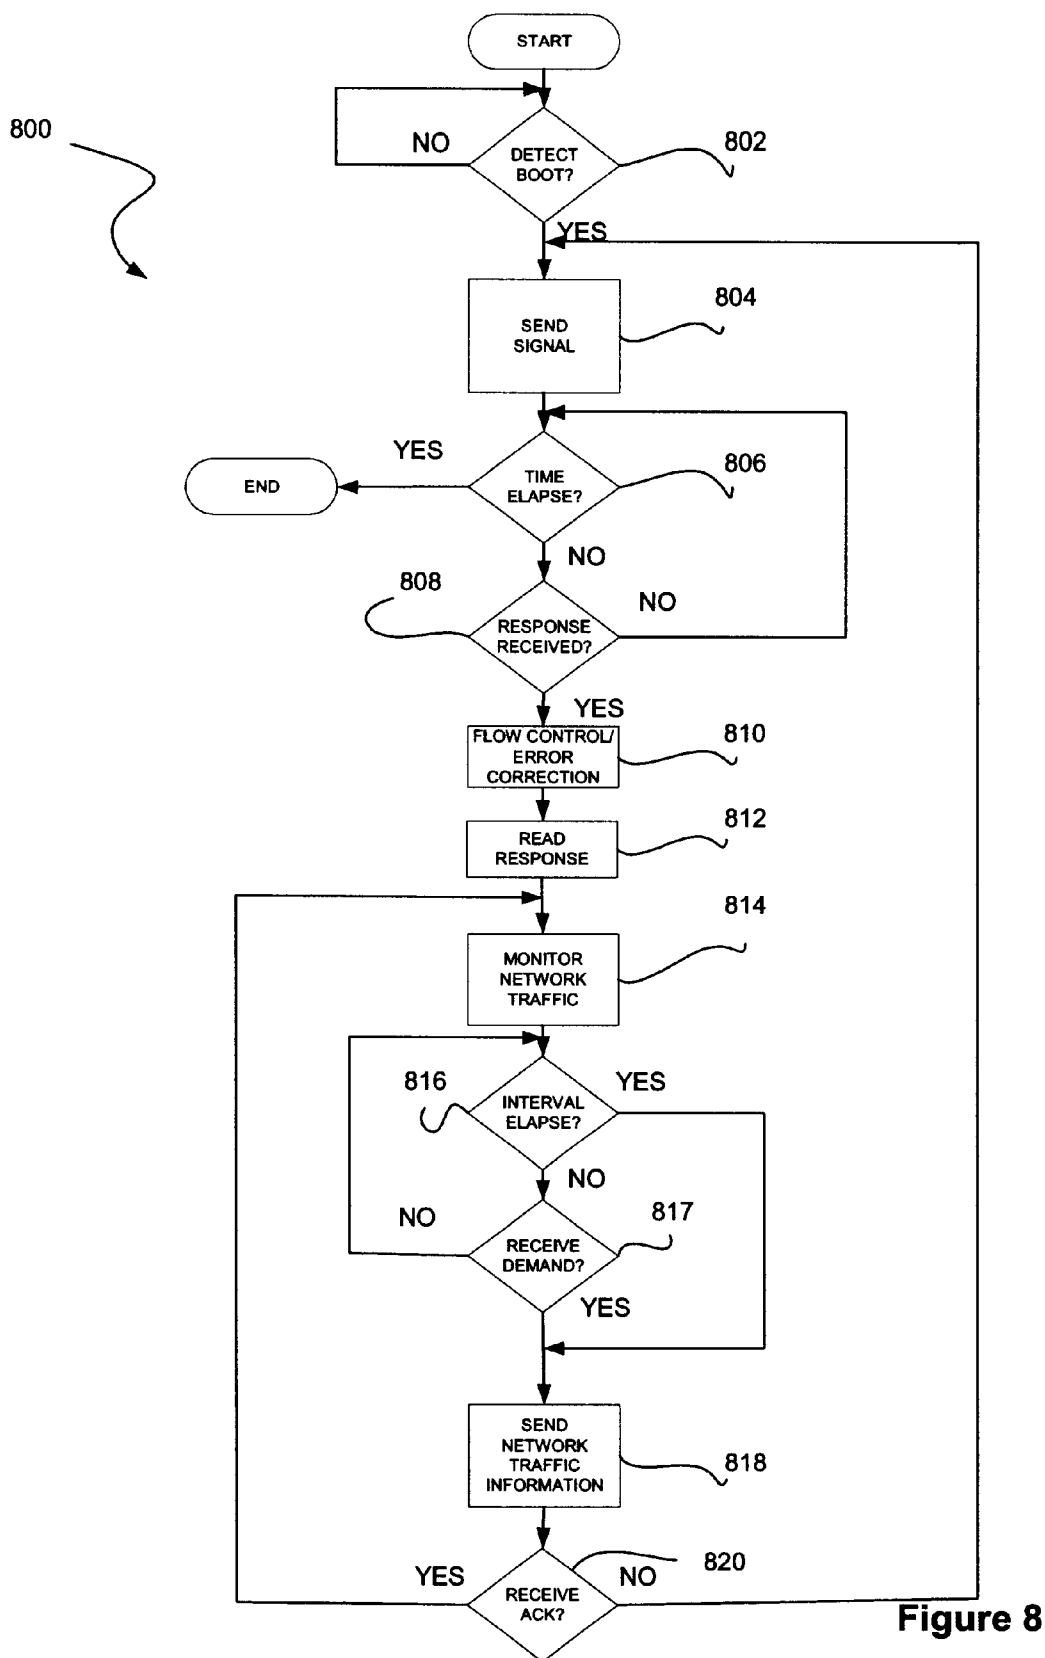 START
800
NO
DETECT
BOOT?
802
YES
804
SEND
SIGNAL
YES
806
END
TIME
ELAPSE?
NO
808
NO
RESPONSE
RECEIVED?
YES
FLOW CONTROL/
ERROR
CORRECTION
810
812
READ
RESPONSE
814
MONITOR
NETWORK
TRAFFIC
816
YES
INTERVAL
ELAPSE?
NO
NO
817
RECEIVE
DEMAND?
YES
SEND
NETWORK
TRAFFIC
INFORMATION
818
820
YES
NO
RECEIVE
ACK?
Figure 8